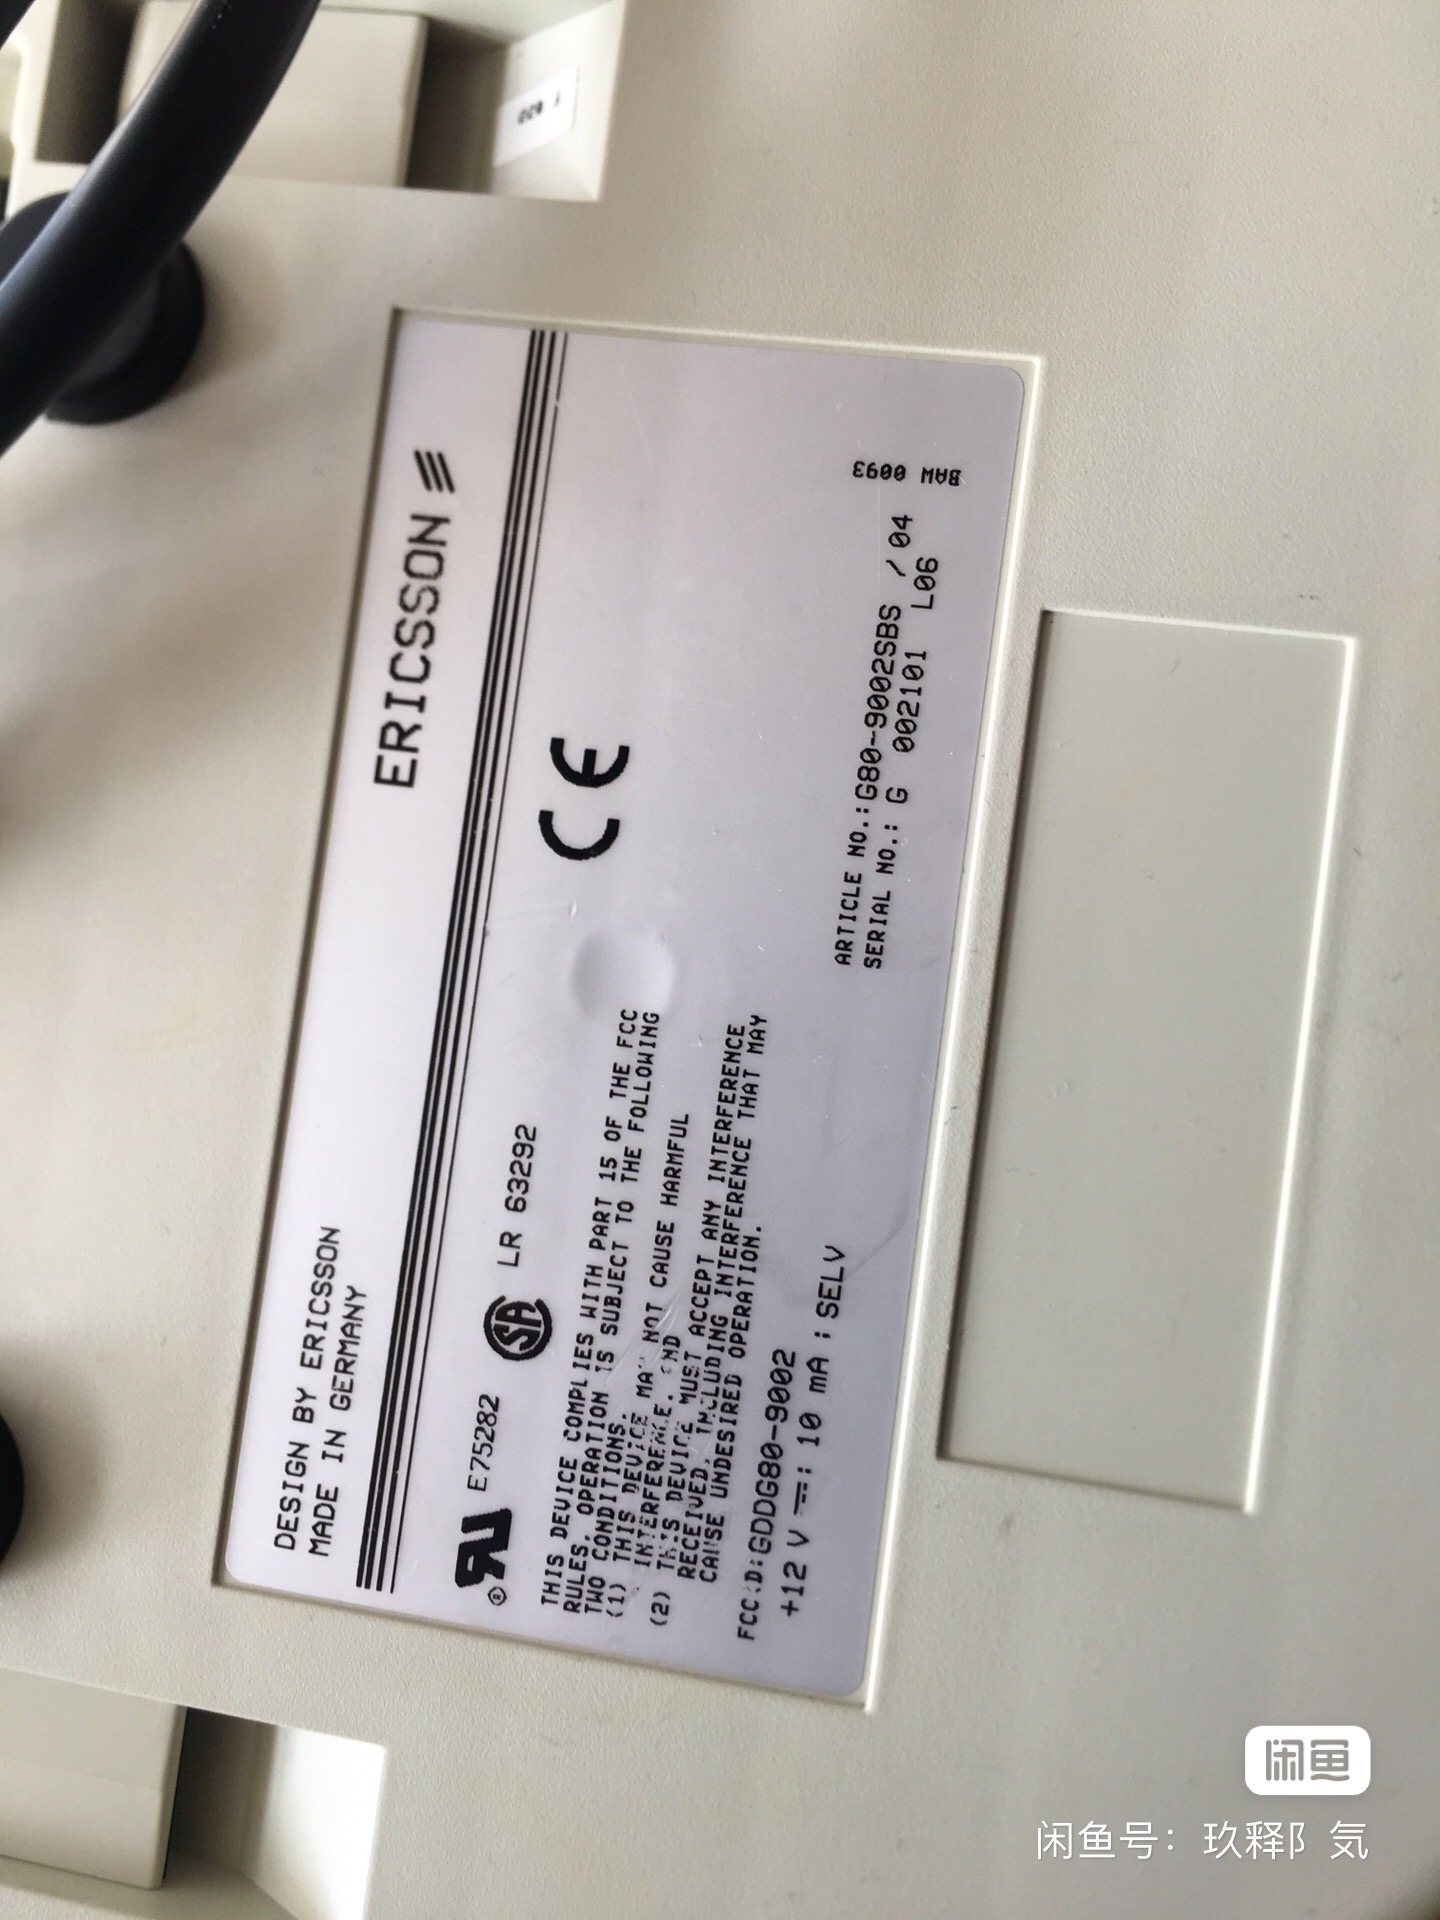 DESIGN BY ERICSSON
MADE IN GERMANY
ERICSSON
E75282
LR 63292
CE
THIS DEVICE COMPLIES WITH PART 15 OF THE FCC
RULES. OPERATION IS SUBJECT TO THE FOLLOWING
TWO CONDITIONS.
(1) THIS DEVICE MAY NOT CAUSE HARMFUL
INTERFERENCE. AND
(2) THIS DEVICE MUST ACCEPT ANY INTERFERENCE
RECEIVED. INCLUDING INTERFERENCE THAT MAY
CAUSE UNDESIRED OPERATION.
FCC:D:GDDG80-9002
+12 V ⎓: 10 mA ; SELV
ARTICLE NO.:G80-9002SBS / 04
SERIAL NO.: G 002101 L06
BAW 0093
闲鱼
闲鱼号：玖释阝気